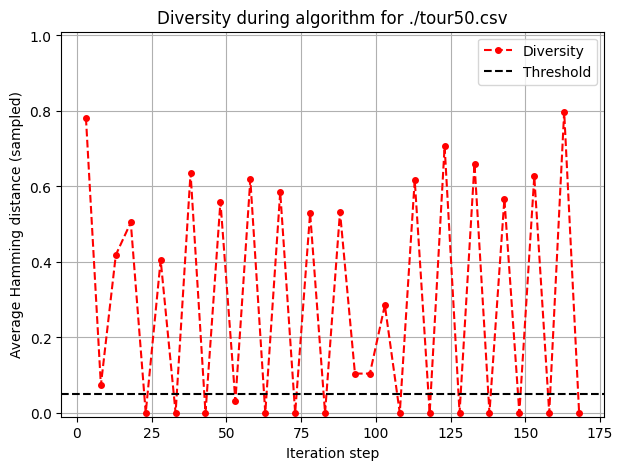 Diversity during algorithm for ./tour50.csv
Average Hamming distance (sampled)
1.0
0.8
0.6
0.4
0.2
0.0
Diversity
Threshold
0 25 50 75 100 125 150 175
Iteration step